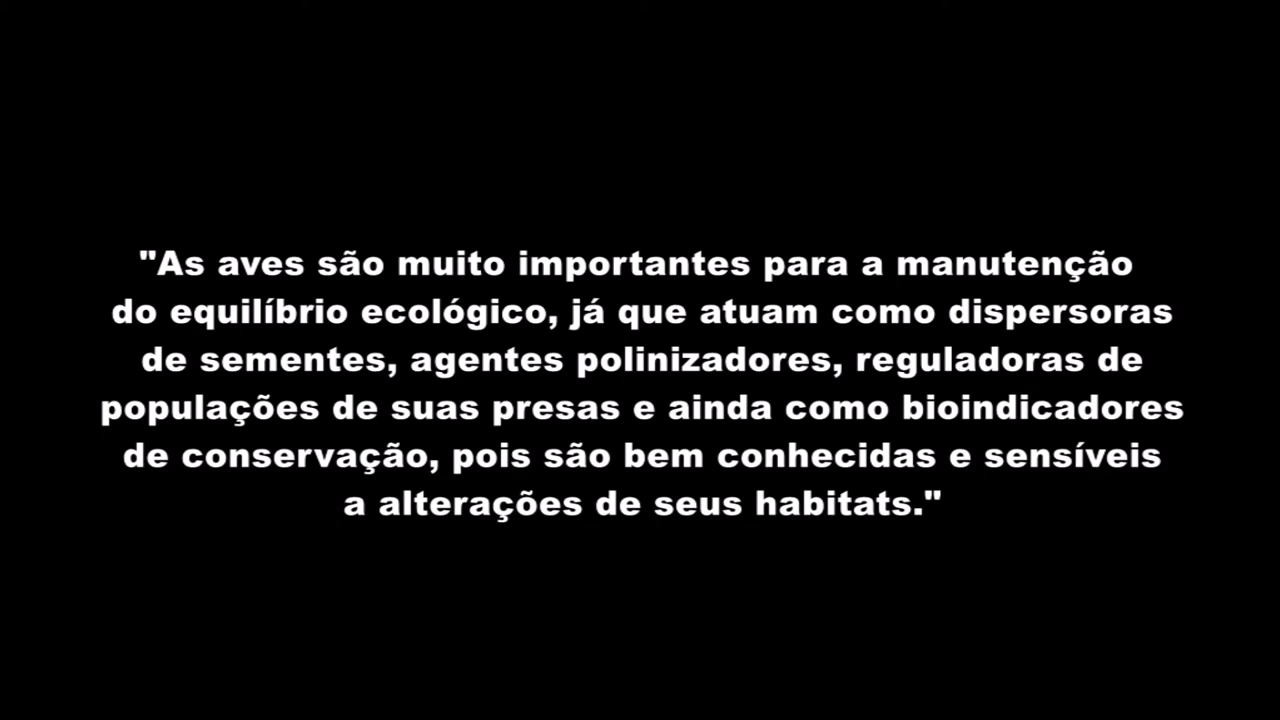 "As aves são muito importantes para a manutenção
do equilíbrio ecológico, já que atuam como dispersoras
de sementes, agentes polinizadores, reguladoras de
populações de suas presas e ainda como bioindicadores
de conservação, pois são bem conhecidas e sensíveis
a alterações de seus habitats."